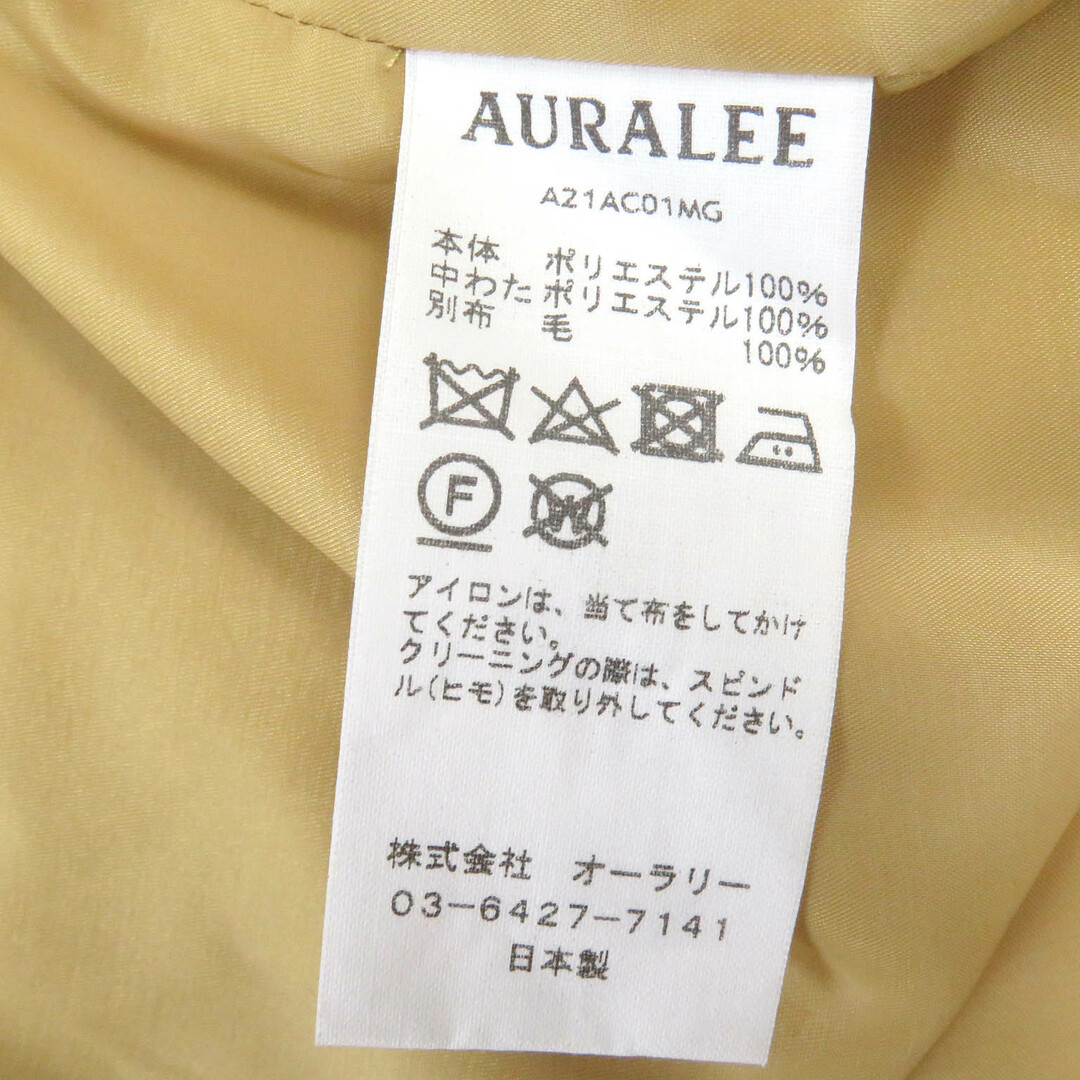 AURALEE
A21AC01MG
本体 ポリエステル100%
中わた ポリエステル100%
別布 毛 100%
F
W
アイロンは、当て布をしてかけ
てください。
クリーニングの際は、スピンド
ル(ヒモ)を取り外してください。
株式会社 オーラリー
03-6427-7141
日本製